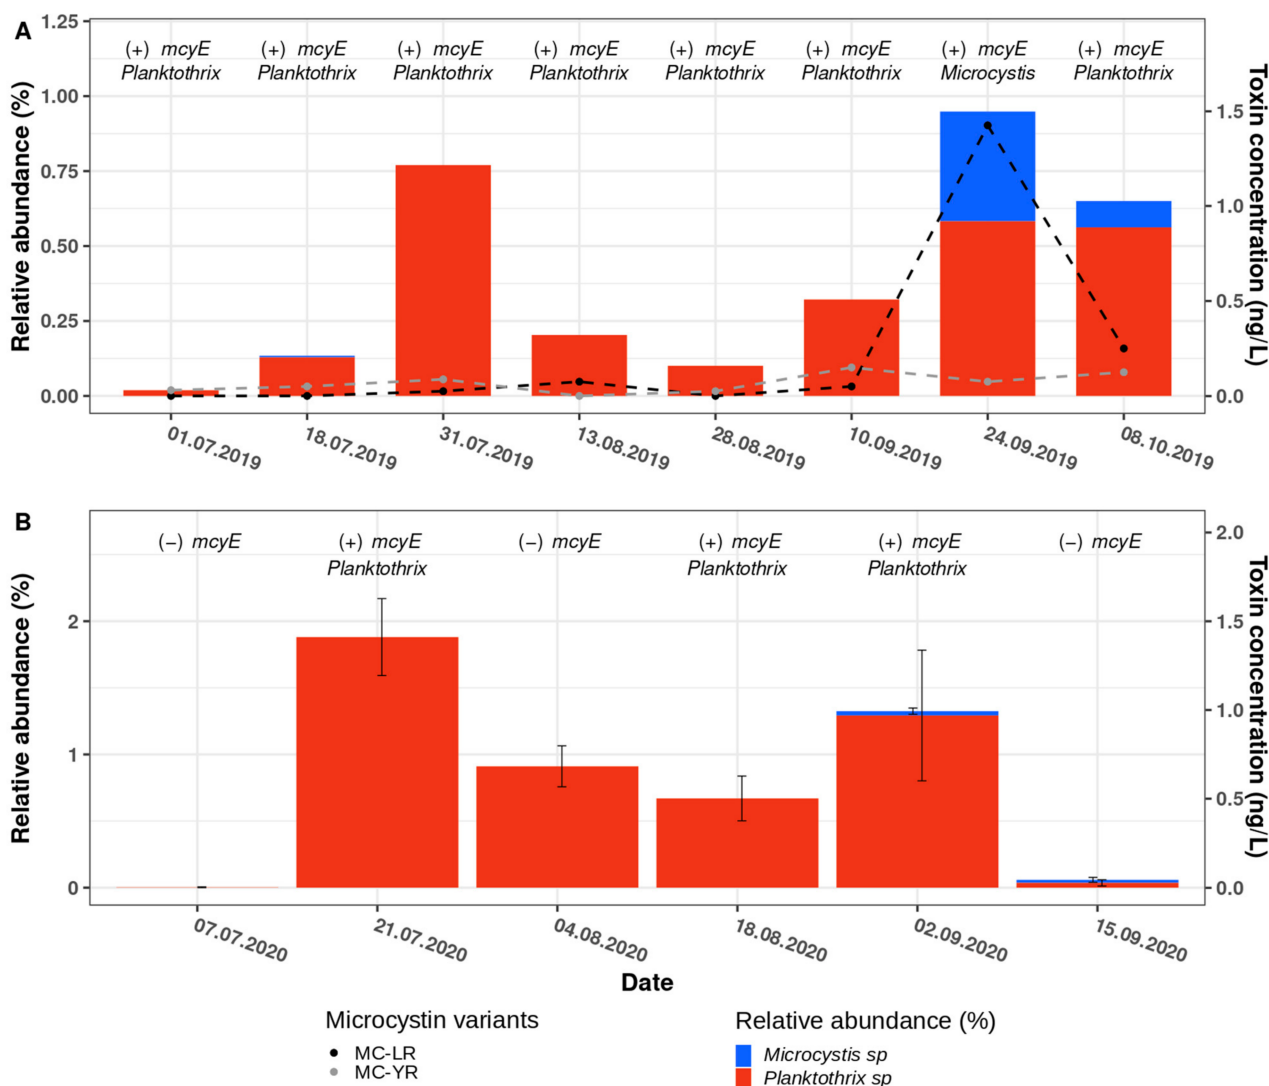 A
1.25
1.00
0.75
0.50
0.25
0.00
Relative abundance (%)
(+) mcyE (+) mcyE (+) mcyE (+) mcyE (+) mcyE (+) mcyE (+) mcyE (+) mcyE
Planktothrix Planktothrix Planktothrix Planktothrix Planktothrix Planktothrix Microcystis Planktothrix
1.5
1.0
0.5
0.0
Toxin concentration (ng/L)
01.07.2019 18.07.2019 31.07.2019 13.08.2019 28.08.2019 10.09.2019 24.09.2019 08.10.2019
B
2
1
0
Relative abundance (%)
(−) mcyE (+) mcyE (−) mcyE (+) mcyE (+) mcyE (−) mcyE
Planktothrix Planktothrix Planktothrix
2.0
1.5
1.0
0.5
0.0
Toxin concentration (ng/L)
07.07.2020 21.07.2020 04.08.2020 18.08.2020 02.09.2020 15.09.2020
Date
Microcystin variants
MC-LR
MC-YR
Relative abundance (%)
Microcystis sp
Planktothrix sp